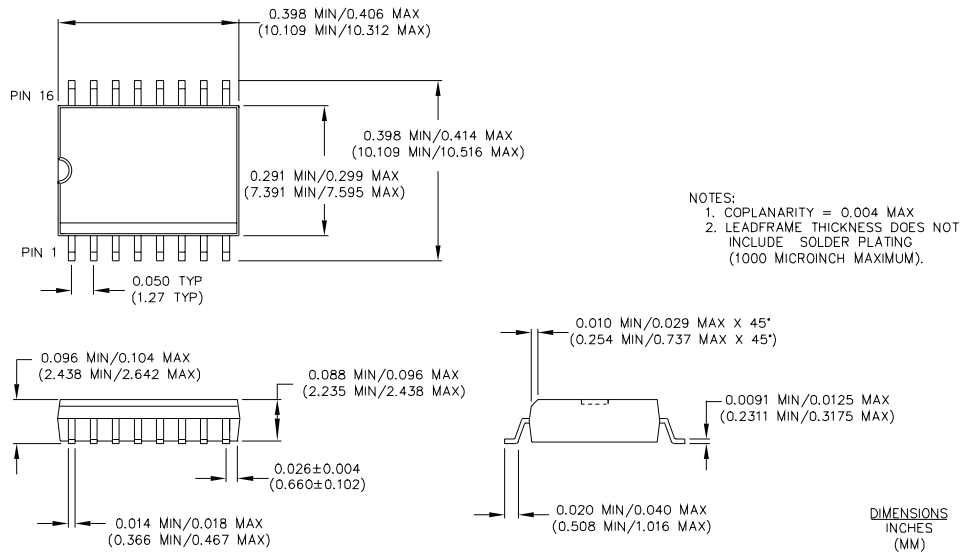 0.398 MIN/0.406 MAX
(10.109 MIN/10.312 MAX)
PIN 16
0.398 MIN/0.414 MAX
(10.109 MIN/10.516 MAX)
0.291 MIN/0.299 MAX
(7.391 MIN/7.595 MAX)
PIN 1
0.050 TYP
(1.27 TYP)
NOTES:
1. COPLANARITY = 0.004 MAX
2. LEADFRAME THICKNESS DOES NOT
INCLUDE SOLDER PLATING
(1000 MICROINCH MAXIMUM).
0.096 MIN/0.104 MAX
(2.438 MIN/2.642 MAX)
0.088 MIN/0.096 MAX
(2.235 MIN/2.438 MAX)
0.026±0.004
(0.660±0.102)
0.014 MIN/0.018 MAX
(0.366 MIN/0.467 MAX)
0.010 MIN/0.029 MAX X 45°
(0.254 MIN/0.737 MAX X 45°)
0.0091 MIN/0.0125 MAX
(0.2311 MIN/0.3175 MAX)
0.020 MIN/0.040 MAX
(0.508 MIN/1.016 MAX)
DIMENSIONS
INCHES
(MM)